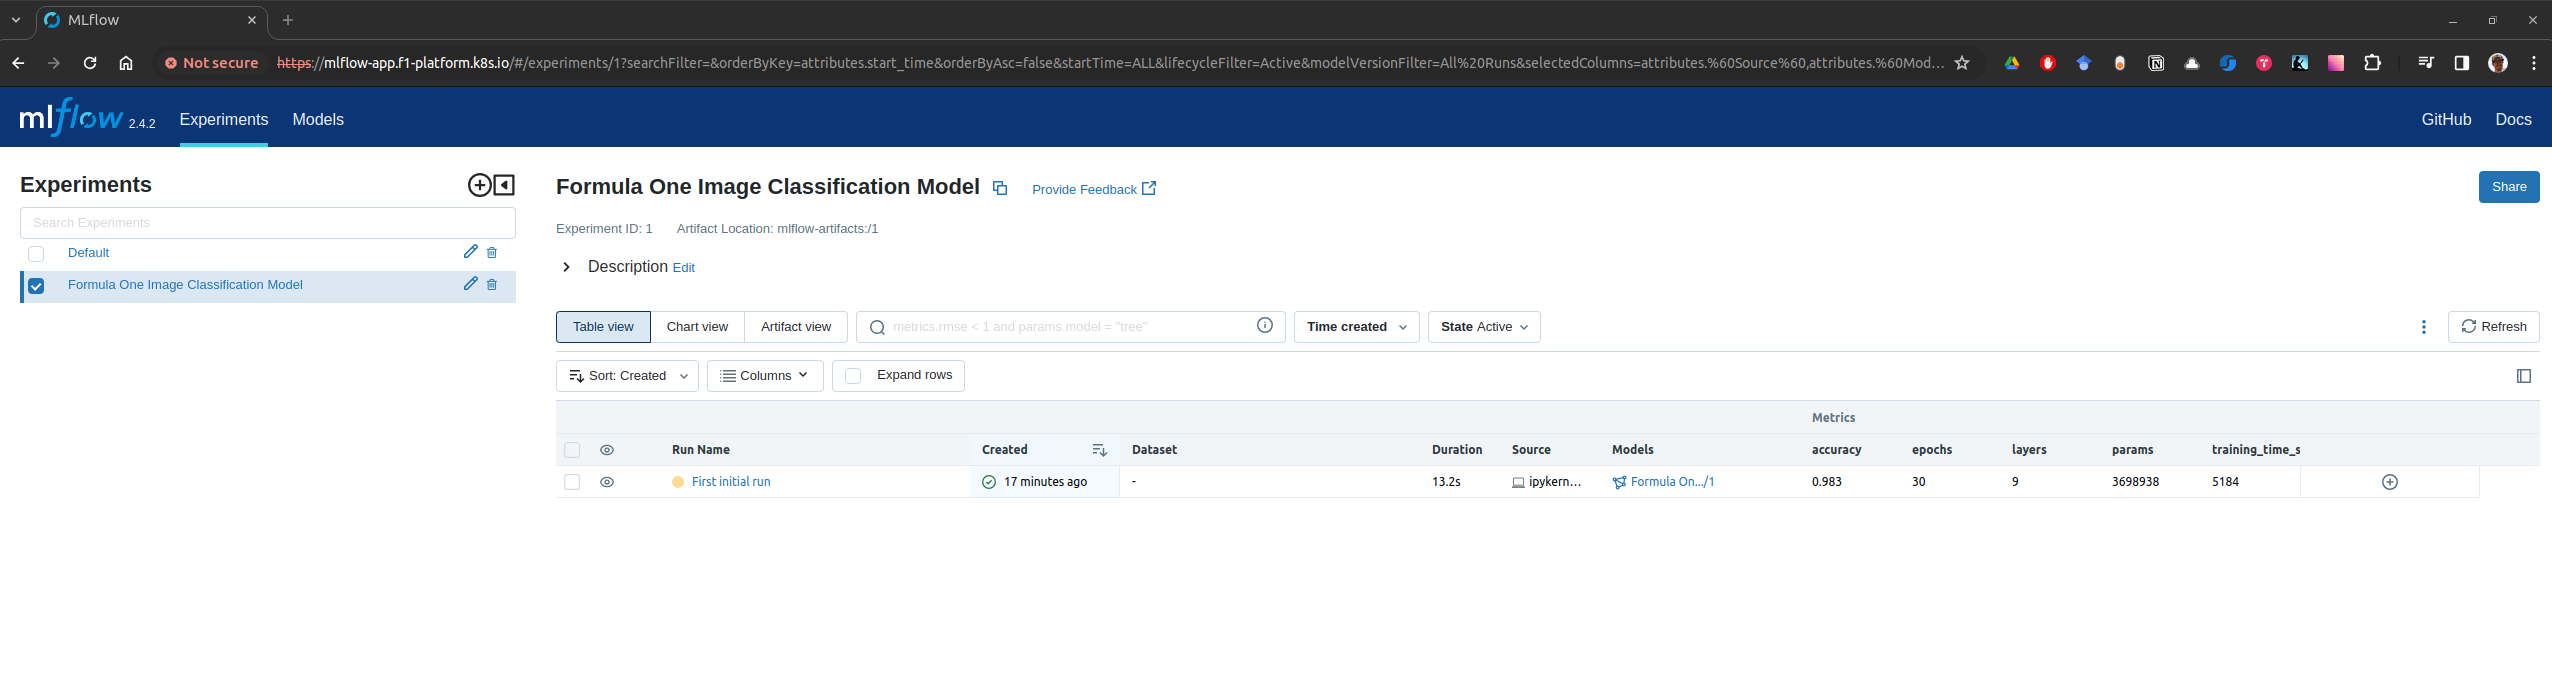 MLflow
Not secure https://mlflow-app.f1-platform.k8s.io/#/experiments/1?searchFilter=&orderByKey=attributes.start_time&orderByAsc=false&startTime=ALL&lifecycleFilter=Active&modelVersionFilter=All%20Runs&selectedColumns=attributes.%60Source%60,attributes.%60Mod...
mlflow 2.4.2 Experiments Models GitHub Docs
Experiments
Search Experiments
Default
Formula One Image Classification Model
Formula One Image Classification Model Provide Feedback Share
Experiment ID: 1 Artifact Location: mlflow-artifacts:/1
Description Edit
Table view Chart view Artifact view metrics.rmse < 1 and params.model = "tree" Time created State Active Refresh
Sort: Created Columns Expand rows
Metrics
Run Name Created Dataset Duration Source Models accuracy epochs layers params training_time_s
First initial run 17 minutes ago - 13.2s ipykern... Formula On.../1 0.983 30 9 3698938 5184